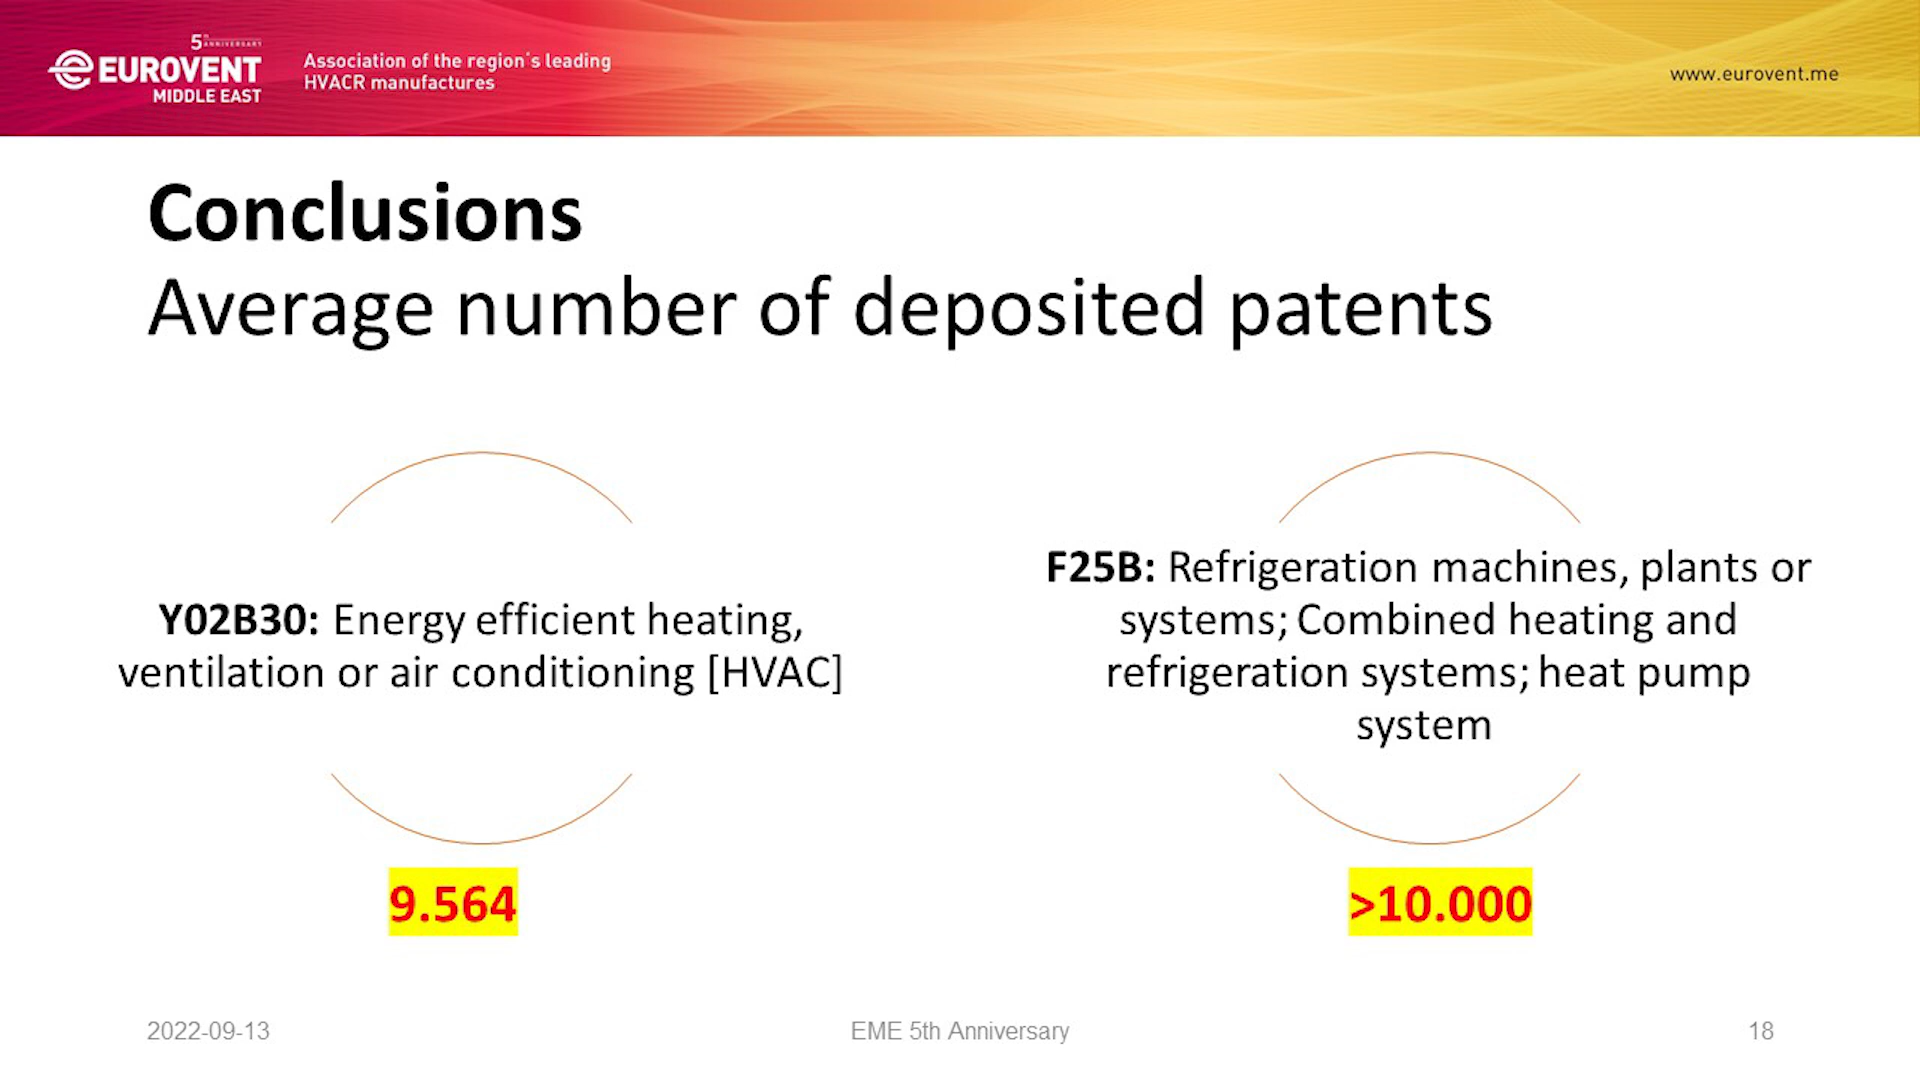 5th ANNIVERSARY
EUROVENT
MIDDLE EAST
Association of the region's leading
HVACR manufactures
www.eurovent.me
Conclusions
Average number of deposited patents
Y02B30: Energy efficient heating,
ventilation or air conditioning [HVAC]
F25B: Refrigeration machines, plants or
systems; Combined heating and
refrigeration systems; heat pump
system
9.564
>10.000
2022-09-13
EME 5th Anniversary
18